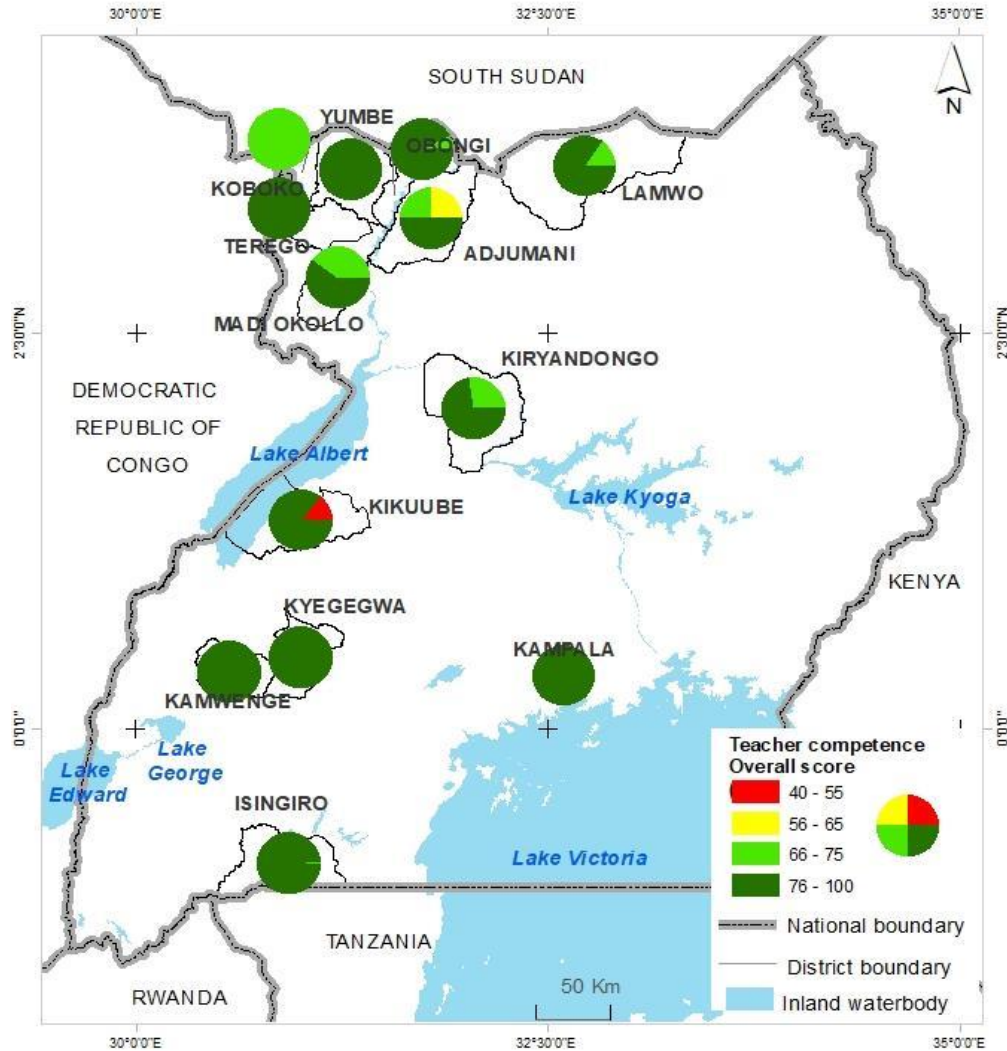 30°0'0"E 32°30'0"E 35°0'0"E
SOUTH SUDAN
N
YUMBE
OBONGI
KOBOKO
LAMWO
TEREGO
ADJUMANI
MADI OKOLLO
2°30'0"N 2°30'0"N
KIRYANDONGO
DEMOCRATIC
REPUBLIC OF
CONGO
Lake Albert
Lake Kyoga
KIKUUBE
KENYA
KYEGEGWA
KAMPALA
KAMWENGE
0°0'0" 0°0'0"
Lake
George
Lake
Edward
ISINGIRO
Lake Victoria
TANZANIA
RWANDA
50 Km
Teacher competence
Overall score
40 - 55
56 - 65
66 - 75
76 - 100
National boundary
District boundary
Inland waterbody
30°0'0"E 32°30'0"E 35°0'0"E